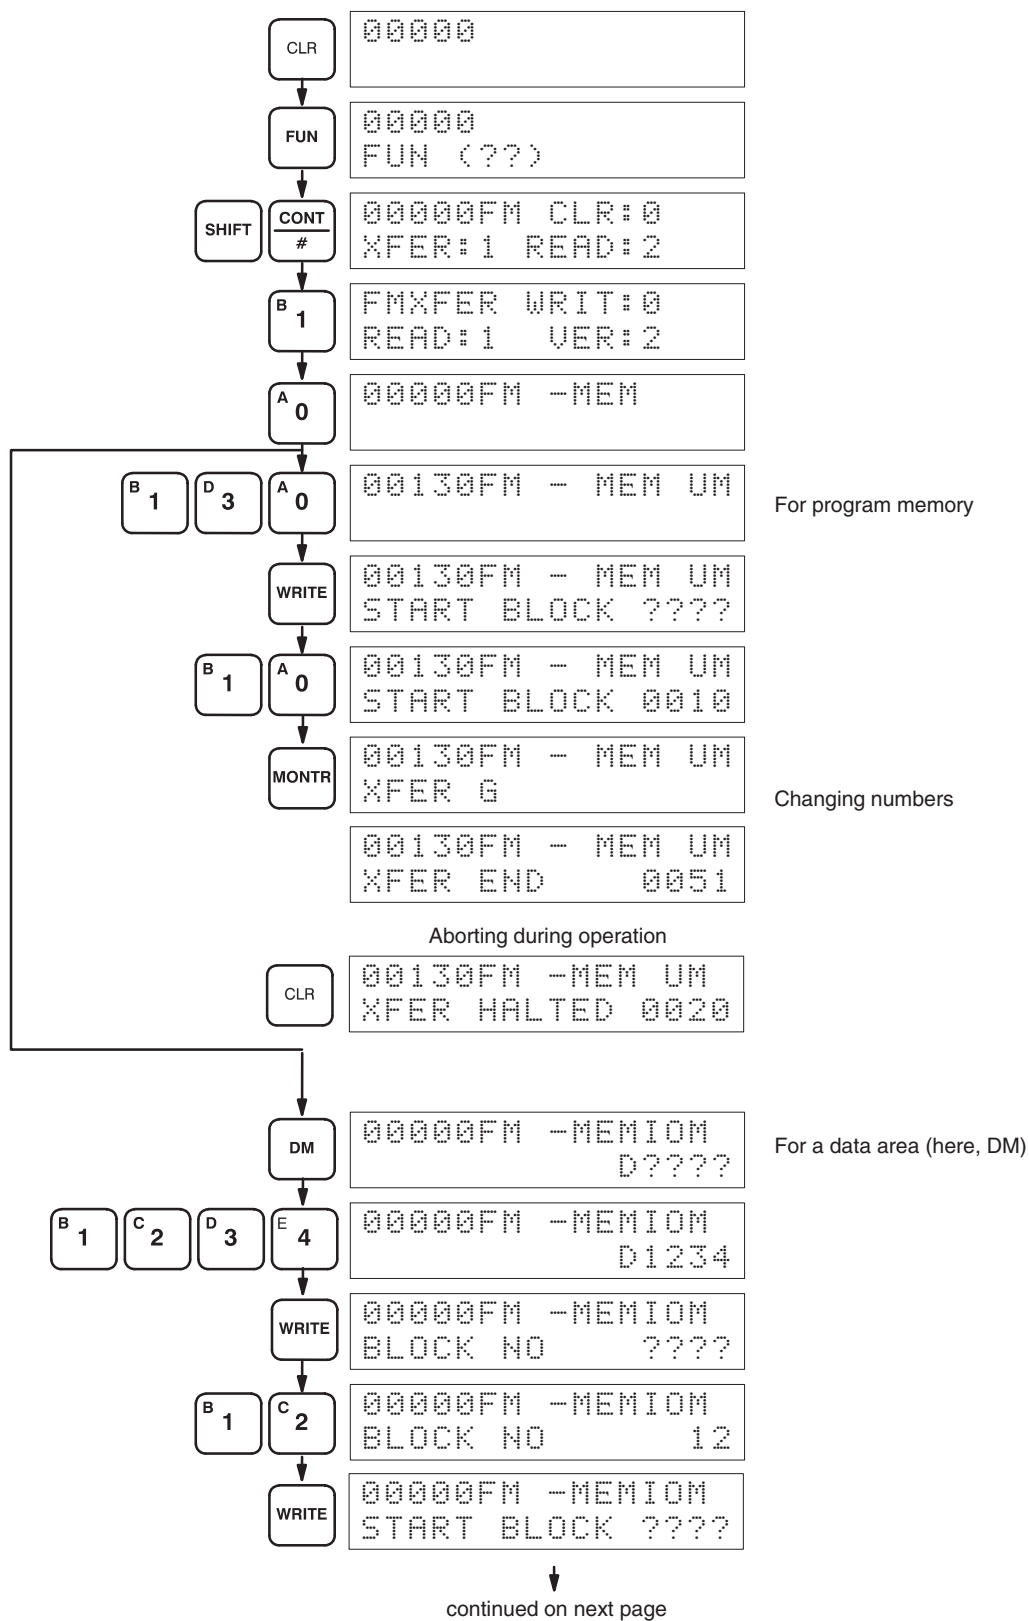 CLR
00000
FUN
00000
FUN (??)
SHIFT CONT
#
00000FM CLR:0
XFER:1 READ:2
B 1
FMXFER WRIT:0
READ:1 VER:2
A 0
00000FM -MEM
B 1 D 3 A 0
00130FM - MEM UM
For program memory
WRITE
00130FM - MEM UM
START BLOCK ????
B 1 A 0
00130FM - MEM UM
START BLOCK 0010
MONTR
00130FM - MEM UM
XFER G
Changing numbers
00130FM - MEM UM
XFER END 0051
Aborting during operation
CLR
00130FM -MEM UM
XFER HALTED 0020
DM
00000FM -MEMIOM
D????
For a data area (here, DM)
B 1 C 2 D 3 E 4
00000FM -MEMIOM
D1234
WRITE
00000FM -MEMIOM
BLOCK NO ????
B 1 C 2
00000FM -MEMIOM
BLOCK NO 12
WRITE
00000FM -MEMIOM
START BLOCK ????
continued on next page